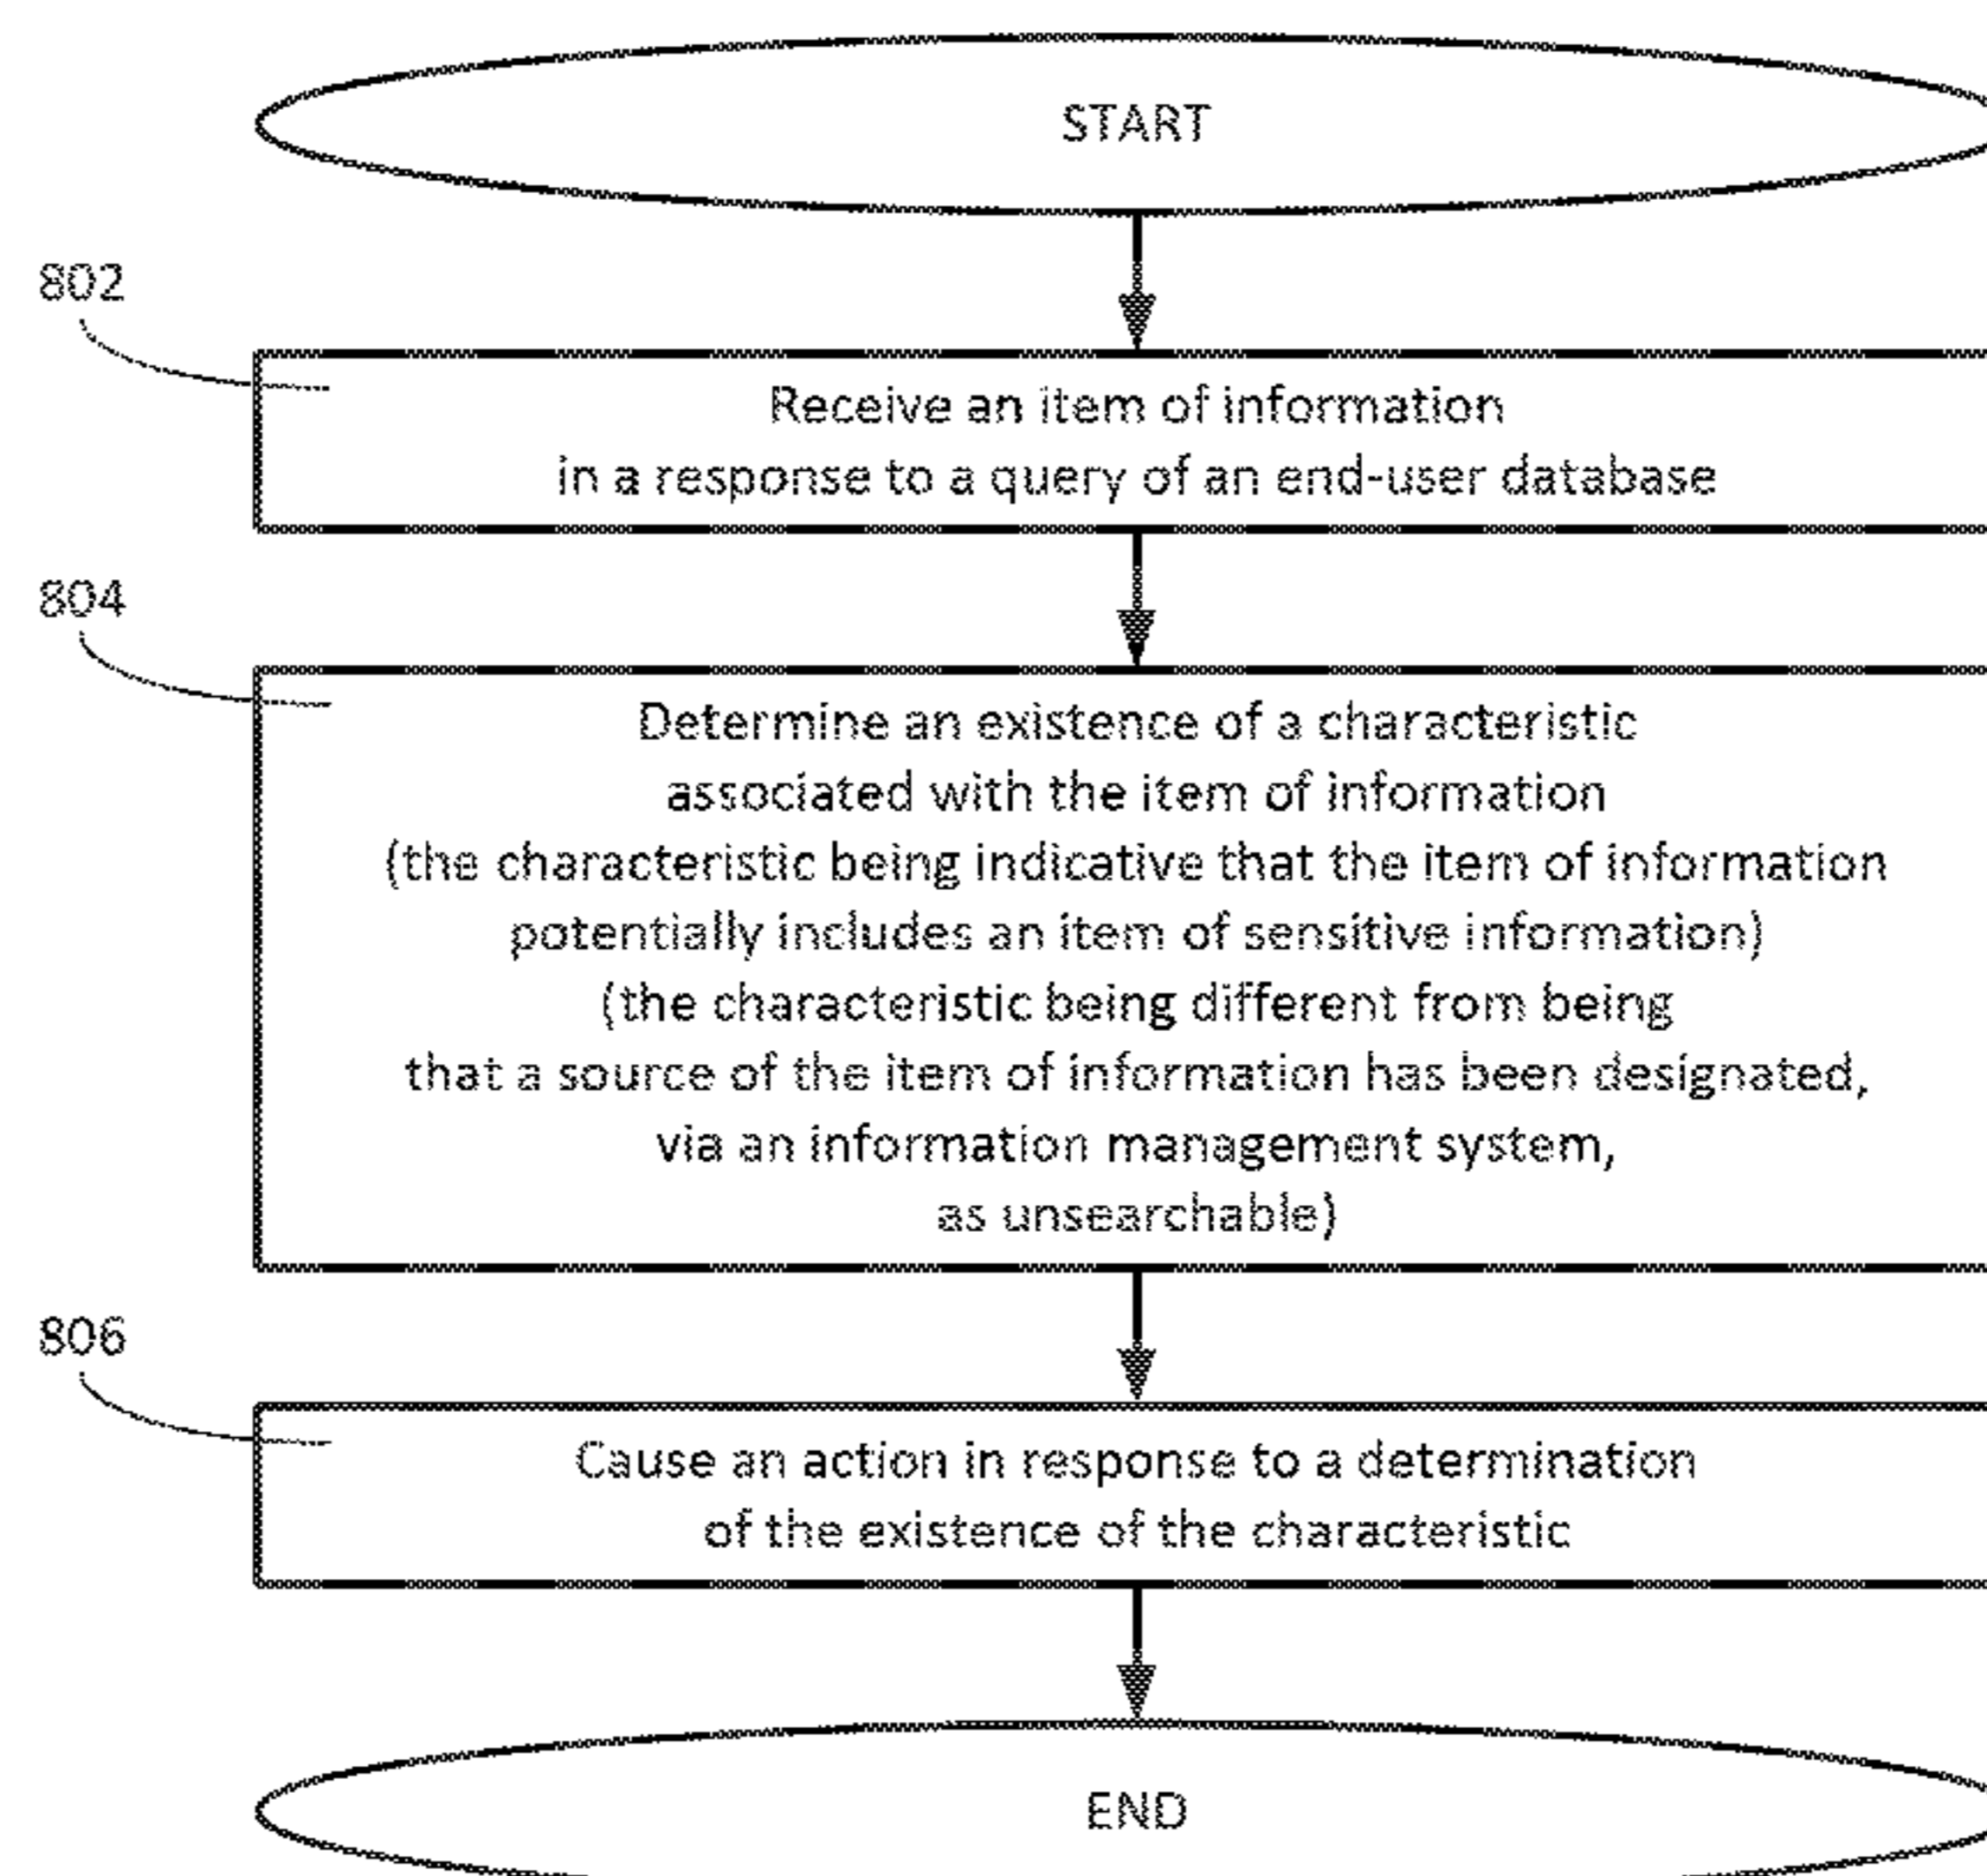 START
802
Receive an item of information
in a response to a query of an end-user database
804
Determine an existence of a characteristic
associated with the item of information
(the characteristic being indicative that the item of information
potentially includes an item of sensitive information)
(the characteristic being different from being
that a source of the item of information has been designated,
via an information management system,
as unsearchable)
806
Cause an action in response to a determination
of the existence of the characteristic
END